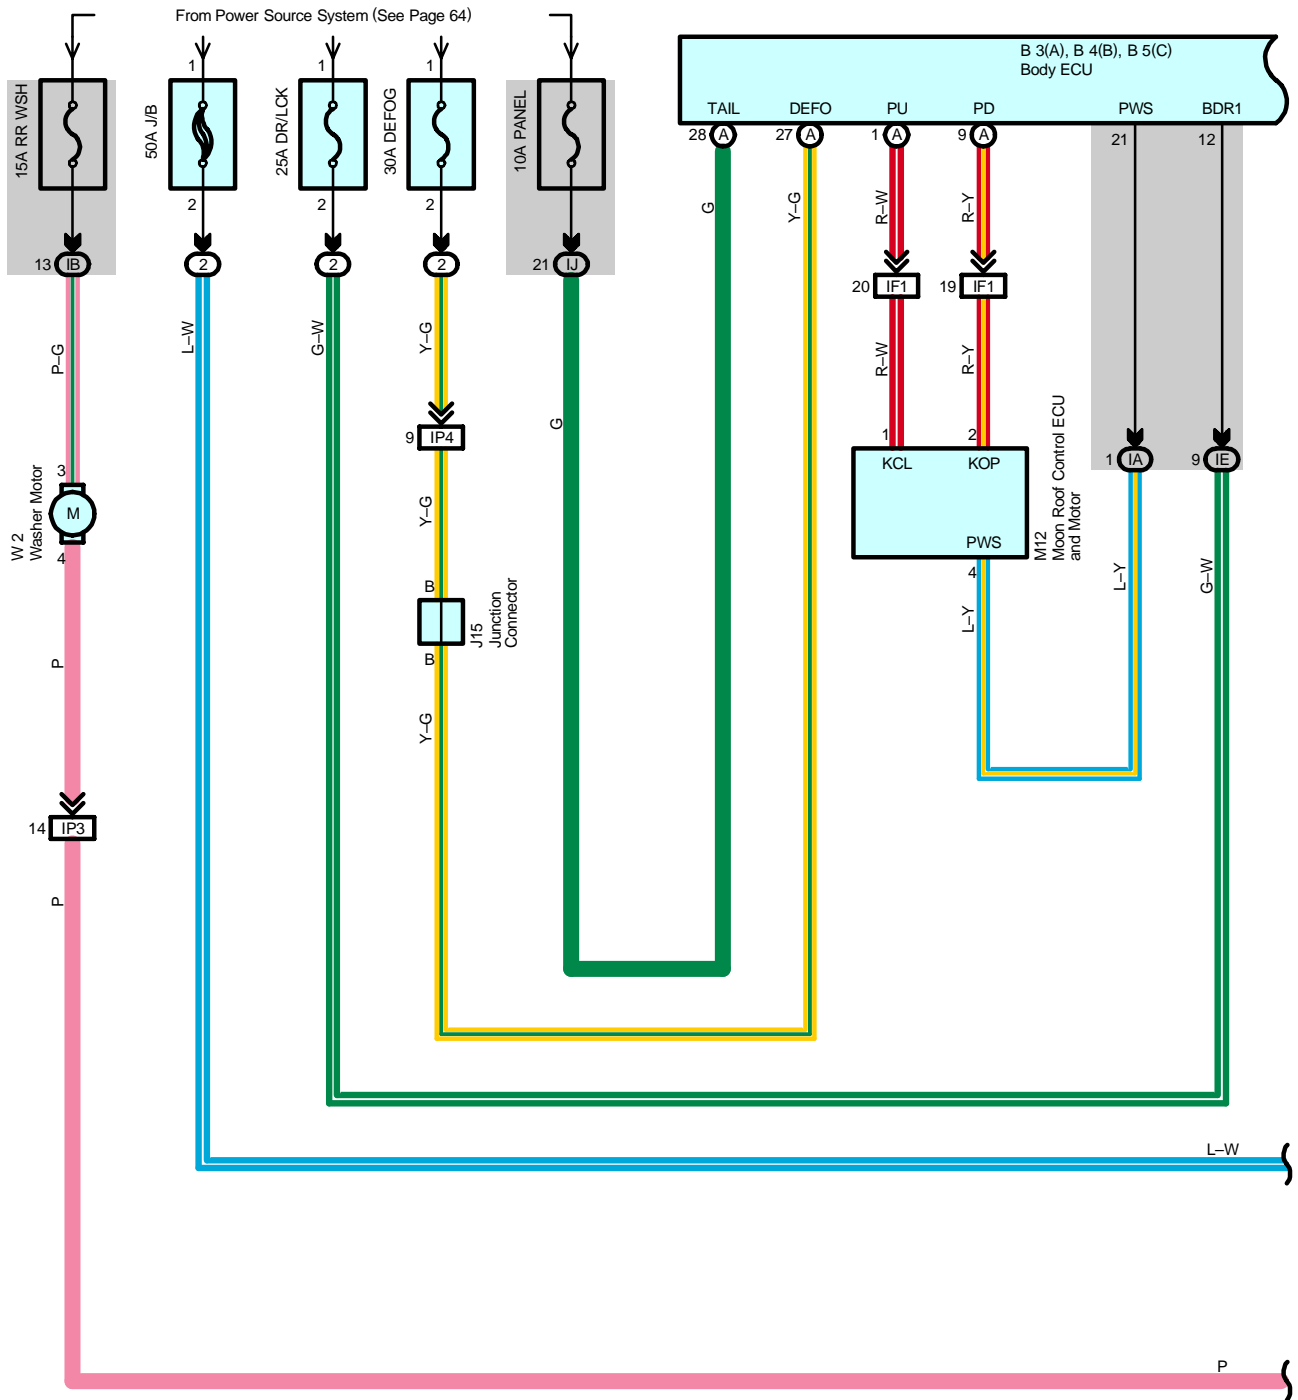 From Power Source System (See Page 64)
15A RR WSH
50A J/B
25A DR/LCK
30A DEFOG
10A PANEL
1
1
1
2
2
2
13 IB
2
2
2
21 IJ
B 3(A), B 4(B), B 5(C)
Body ECU
TAIL
DEFO
PU
PD
PWS
BDR1
28 A
27 A
1 A
9 A
21
12
G
Y–G
R–W
R–Y
20 IF1
19 IF1
P–G
L–W
G–W
Y–G
R–W
R–Y
G
9 IP4
1
2
KCL
KOP
PWS
4
M12
Moon Roof Control ECU
and Motor
1 IA
9 IE
3
M
4
W 2
Washer Motor
Y–G
B
B
J15
Junction
Connector
L–Y
L–Y
G–W
P
Y–G
14 IP3
P
L–W
P